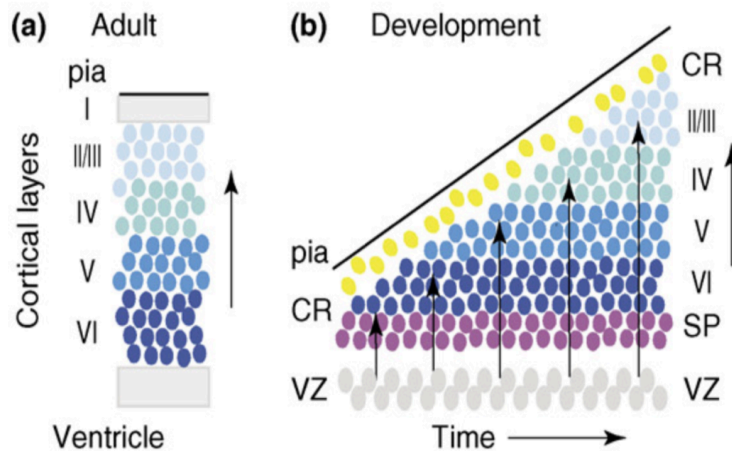 (a) Adult
pia
I
II/III
IV
V
VI
Cortical layers
Ventricle
(b) Development
CR
II/III
IV
V
VI
SP
VZ
pia
CR
VZ
Time